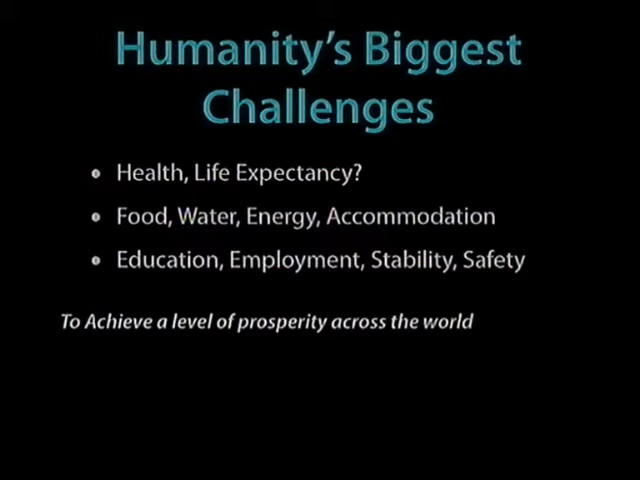 Humanity's Biggest
Challenges
• Health, Life Expectancy?
• Food, Water, Energy, Accommodation
• Education, Employment, Stability, Safety
To Achieve a level of prosperity across the world